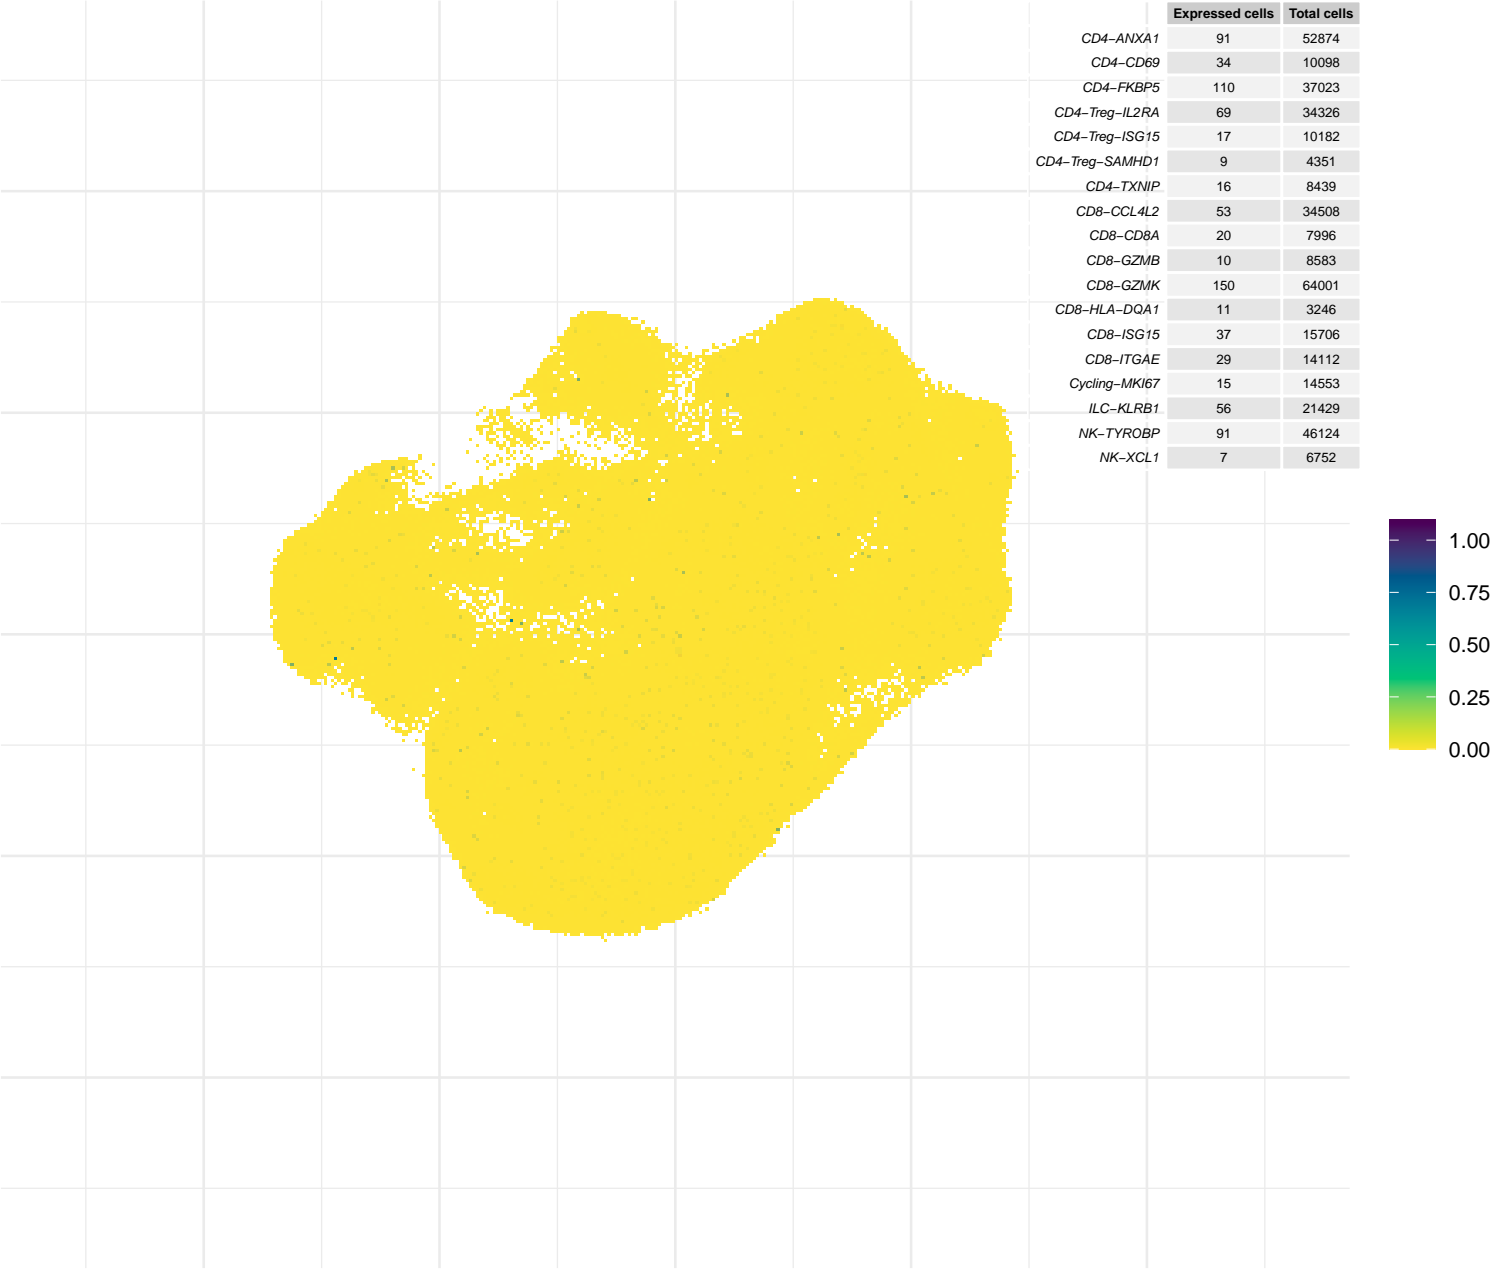 Expressed cells Total cells
CD4−ANXA1 91 52874
CD4−CD69 34 10098
CD4−FKBP5 110 37023
CD4−Treg−IL2RA 69 34326
CD4−Treg−ISG15 17 10182
CD4−Treg−SAMHD1 9 4351
CD4−TXNIP 16 8439
CD8−CCL4L2 53 34508
CD8−CD8A 20 7996
CD8−GZMB 10 8583
CD8−GZMK 150 64001
CD8−HLA−DQA1 11 3246
CD8−ISG15 37 15706
CD8−ITGAE 29 14112
Cycling−MKI67 15 14553
ILC−KLRB1 56 21429
NK−TYROBP 91 46124
NK−XCL1 7 6752
1.00
0.75
0.50
0.25
0.00